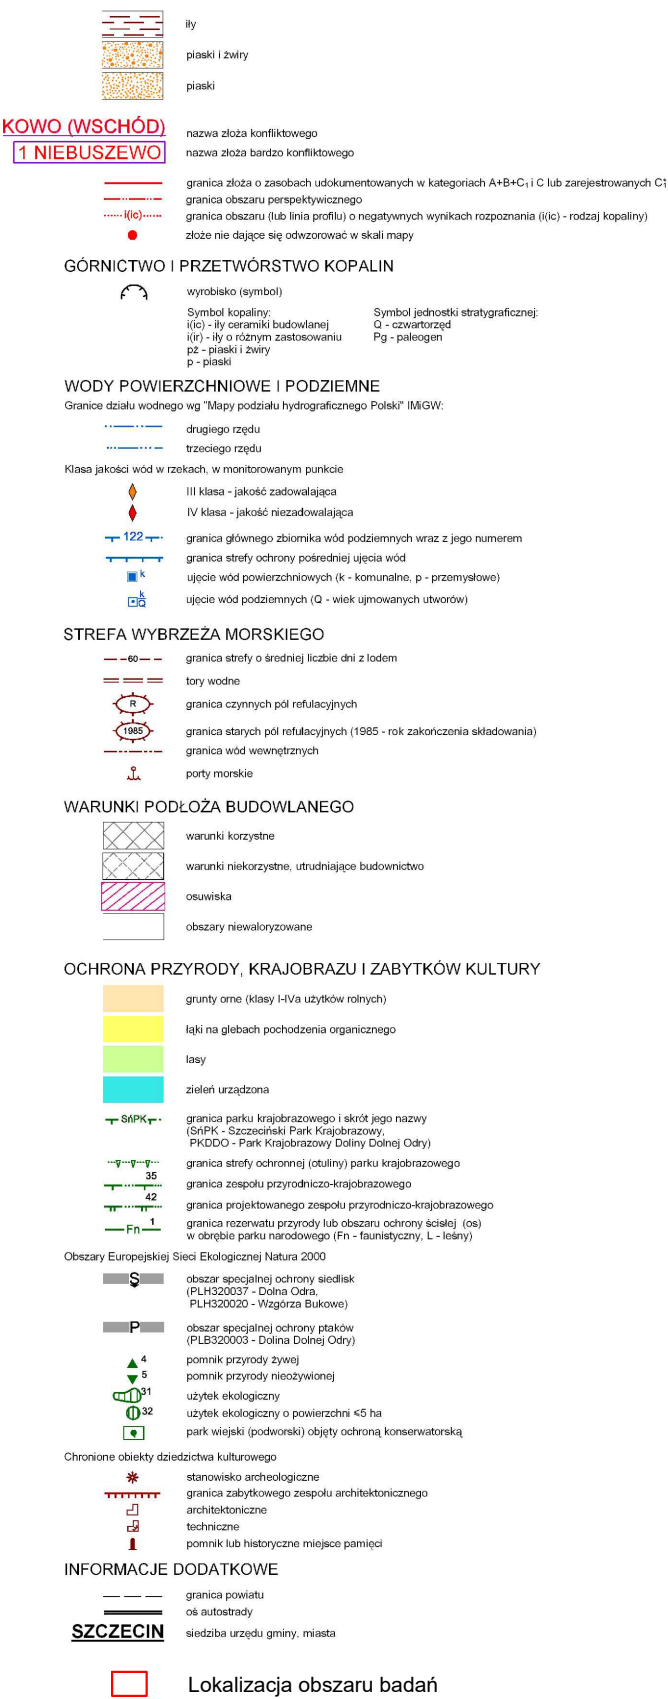 iły
piaski i żwiry
piaski
KOWO (WSCHÓD) nazwa złoża konfliktowego
1 NIEBUSZEWO nazwa złoża bardzo konfliktowego
granica złoża o zasobach udokumentowanych w kategoriach A+B+C₁ i C lub zarejestrowanych C₁*
granica obszaru perspektywicznego
i(ic) granica obszaru (lub linia profilu) o negatywnych wynikach rozpoznania (i(ic) - rodzaj kopaliny)
złoże nie dające się odwzorować w skali mapy
GÓRNICTWO I PRZETWÓRSTWO KOPALIN
wyrobisko (symbol)
Symbol kopaliny: Symbol jednostki stratygraficznej:
i(ic) - iły ceramiki budowlanej Q - czwartorzęd
i(ir) - iły o różnym zastosowaniu Pg - paleogen
pż - piaski i żwiry
p - piaski
WODY POWIERZCHNIOWE I PODZIEMNE
Granice działu wodnego wg "Mapy podziału hydrograficznego Polski" IMiGW:
drugiego rzędu
trzeciego rzędu
Klasa jakości wód w rzekach, w monitorowanym punkcie
III klasa - jakość zadowalająca
IV klasa - jakość niezadowalająca
122 granica głównego zbiornika wód podziemnych wraz z jego numerem
granica strefy ochrony pośredniej ujęcia wód
k ujęcie wód powierzchniowych (k - komunalne, p - przemysłowe)
k
Q ujęcie wód podziemnych (Q - wiek ujmowanych utworów)
STREFA WYBRZEŻA MORSKIEGO
60 granica strefy o średniej liczbie dni z lodem
tory wodne
R granica czynnych pól refulacyjnych
1985 granica starych pól refulacyjnych (1985 - rok zakończenia składowania)
granica wód wewnętrznych
porty morskie
WARUNKI PODŁOŻA BUDOWLANEGO
warunki korzystne
warunki niekorzystne, utrudniające budownictwo
osuwiska
obszary niewaloryzowane
OCHRONA PRZYRODY, KRAJOBRAZU I ZABYTKÓW KULTURY
grunty orne (klasy I-IVa użytków rolnych)
łąki na glebach pochodzenia organicznego
lasy
zieleń urządzona
SńPK granica parku krajobrazowego i skrót jego nazwy
(SńPK - Szczeciński Park Krajobrazowy,
PKDDO - Park Krajobrazowy Doliny Dolnej Odry)
granica strefy ochronnej (otuliny) parku krajobrazowego
35 granica zespołu przyrodniczo-krajobrazowego
42 granica projektowanego zespołu przyrodniczo-krajobrazowego
Fn 1 granica rezerwatu przyrody lub obszaru ochrony ścisłej (os)
w obrębie parku narodowego (Fn - faunistyczny, L - leśny)
Obszary Europejskiej Sieci Ekologicznej Natura 2000
S obszar specjalnej ochrony siedlisk
(PLH320037 - Dolna Odra,
PLH320020 - Wzgórza Bukowe)
P obszar specjalnej ochrony ptaków
(PLB320003 - Dolina Dolnej Odry)
4 pomnik przyrody żywej
5 pomnik przyrody nieożywionej
31 użytek ekologiczny
32 użytek ekologiczny o powierzchni ≤5 ha
park wiejski (podworski) objęty ochroną konserwatorską
Chronione obiekty dziedzictwa kulturowego
stanowisko archeologiczne
granica zabytkowego zespołu architektonicznego
architektoniczne
techniczne
pomnik lub historyczne miejsce pamięci
INFORMACJE DODATKOWE
granica powiatu
oś autostrady
SZCZECIN siedziba urzędu gminy, miasta
Lokalizacja obszaru badań